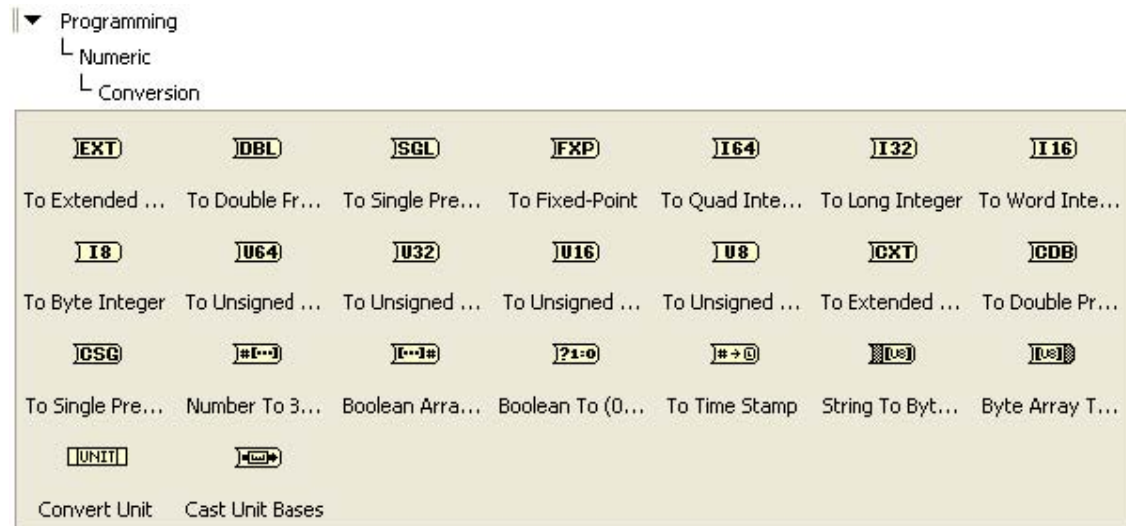 Programming
Numeric
Conversion
EXT DBL SGL FXP I64 I32 I16
To Extended ... To Double Fr... To Single Pre... To Fixed-Point To Quad Inte... To Long Integer To Word Inte...
I8 U64 U32 U16 U8 CXT CDB
To Byte Integer To Unsigned ... To Unsigned ... To Unsigned ... To Unsigned ... To Extended ... To Double Pr...
CSG #[···] [···]# ?1:0 #→ [U8] [U8]
To Single Pre... Number To B... Boolean Arra... Boolean To (0... To Time Stamp String To Byt... Byte Array T...
UNIT
Convert Unit Cast Unit Bases